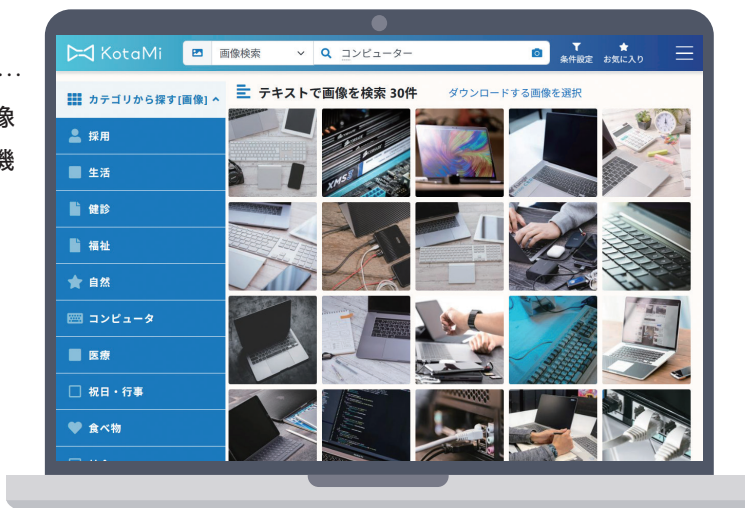 …
像
機
KotaMi
画像検索
コンピューター
条件設定
お気に入り
カテゴリから探す[画像]
テキストで画像を検索 30件
ダウンロードする画像を選択
採用
生活
健診
福祉
自然
コンピュータ
医療
祝日・行事
食べ物
XMS